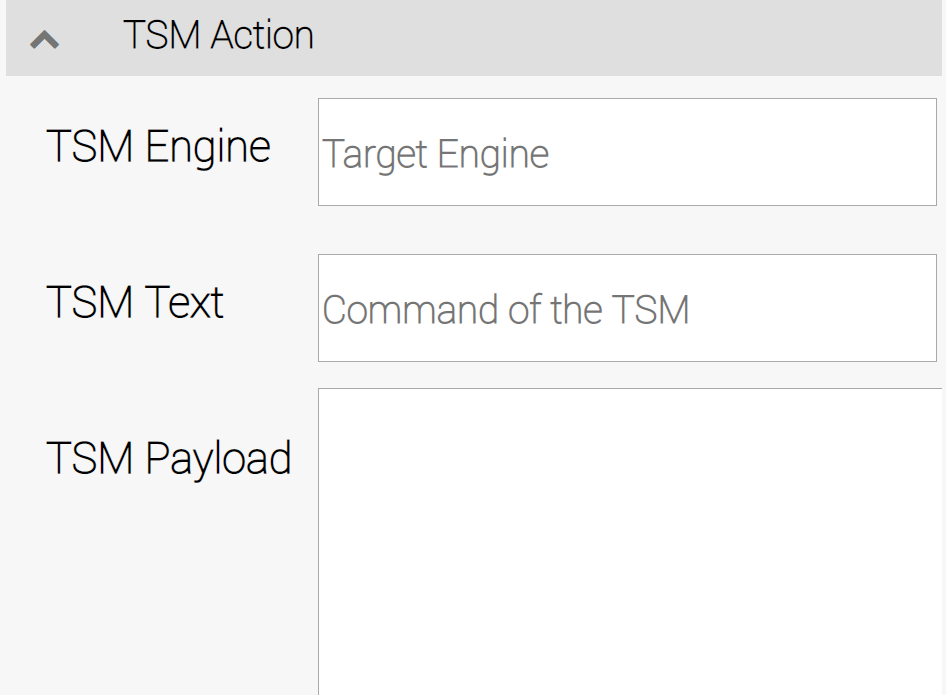 TSM Action
TSM Engine
Target Engine
TSM Text
Command of the TSM
TSM Payload